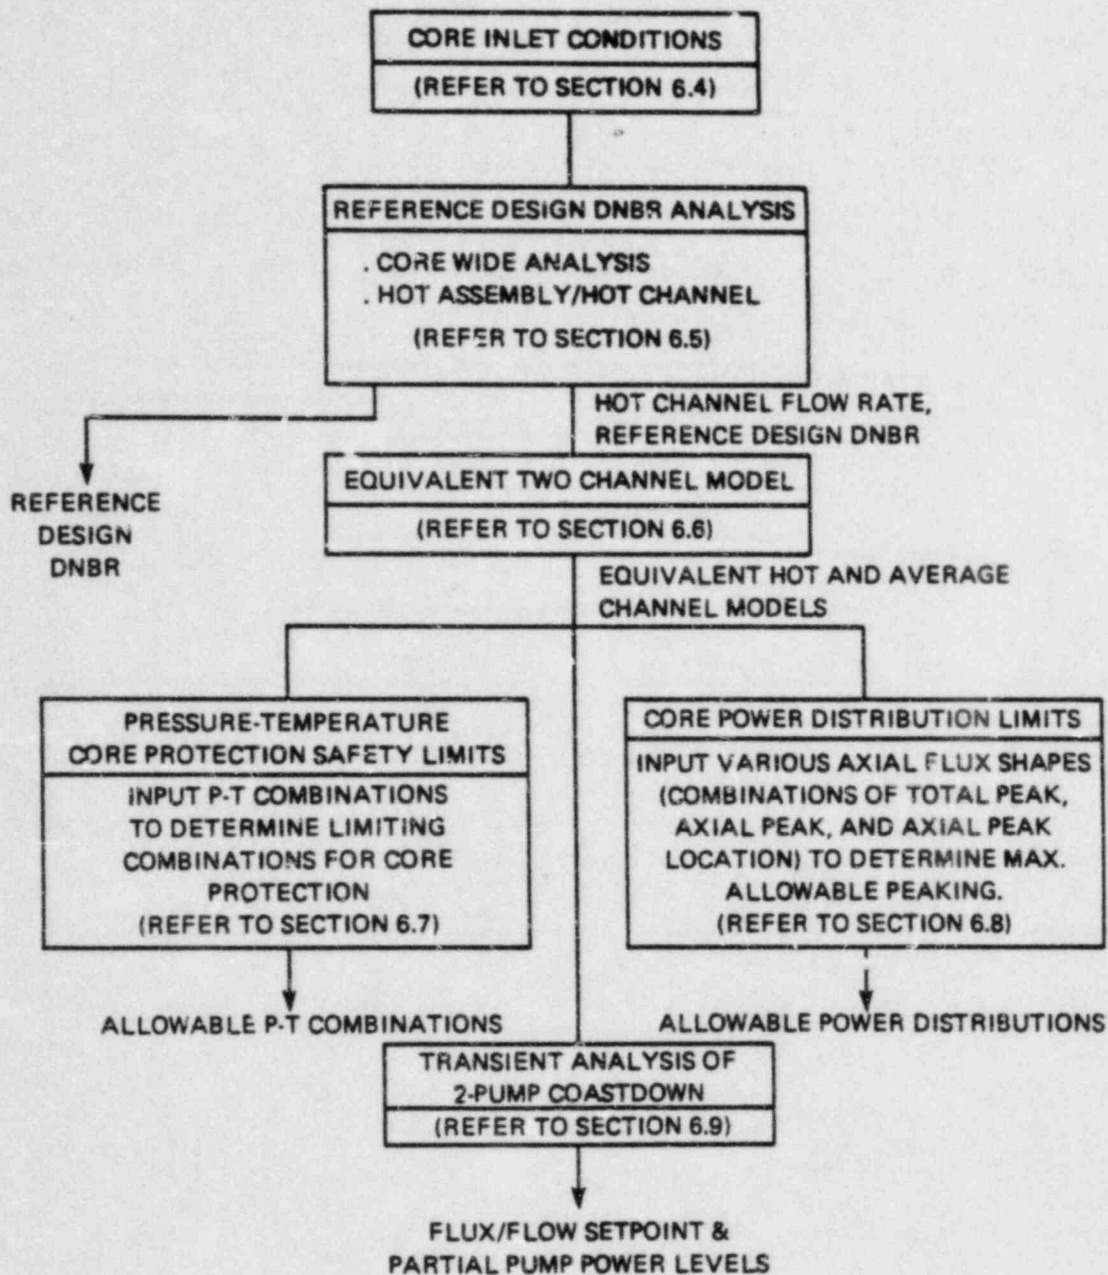 CORE INLET CONDITIONS
(REFER TO SECTION 6.4)
REFERENCE DESIGN DNBR ANALYSIS
. CORE WIDE ANALYSIS
. HOT ASSEMBLY/HOT CHANNEL
(REFER TO SECTION 6.5)
HOT CHANNEL FLOW RATE,
REFERENCE DESIGN DNBR
REFERENCE
DESIGN
DNBR
EQUIVALENT TWO CHANNEL MODEL
(REFER TO SECTION 6.6)
EQUIVALENT HOT AND AVERAGE
CHANNEL MODELS
PRESSURE-TEMPERATURE
CORE PROTECTION SAFETY LIMITS
INPUT P-T COMBINATIONS
TO DETERMINE LIMITING
COMBINATIONS FOR CORE
PROTECTION
(REFER TO SECTION 6.7)
ALLOWABLE P-T COMBINATIONS
CORE POWER DISTRIBUTION LIMITS
INPUT VARIOUS AXIAL FLUX SHAPES
(COMBINATIONS OF TOTAL PEAK,
AXIAL PEAK, AND AXIAL PEAK
LOCATION) TO DETERMINE MAX.
ALLOWABLE PEAKING.
(REFER TO SECTION 6.8)
ALLOWABLE POWER DISTRIBUTIONS
TRANSIENT ANALYSIS OF
2-PUMP COASTDOWN
(REFER TO SECTION 6.9)
FLUX/FLOW SETPOINT &
PARTIAL PUMP POWER LEVELS